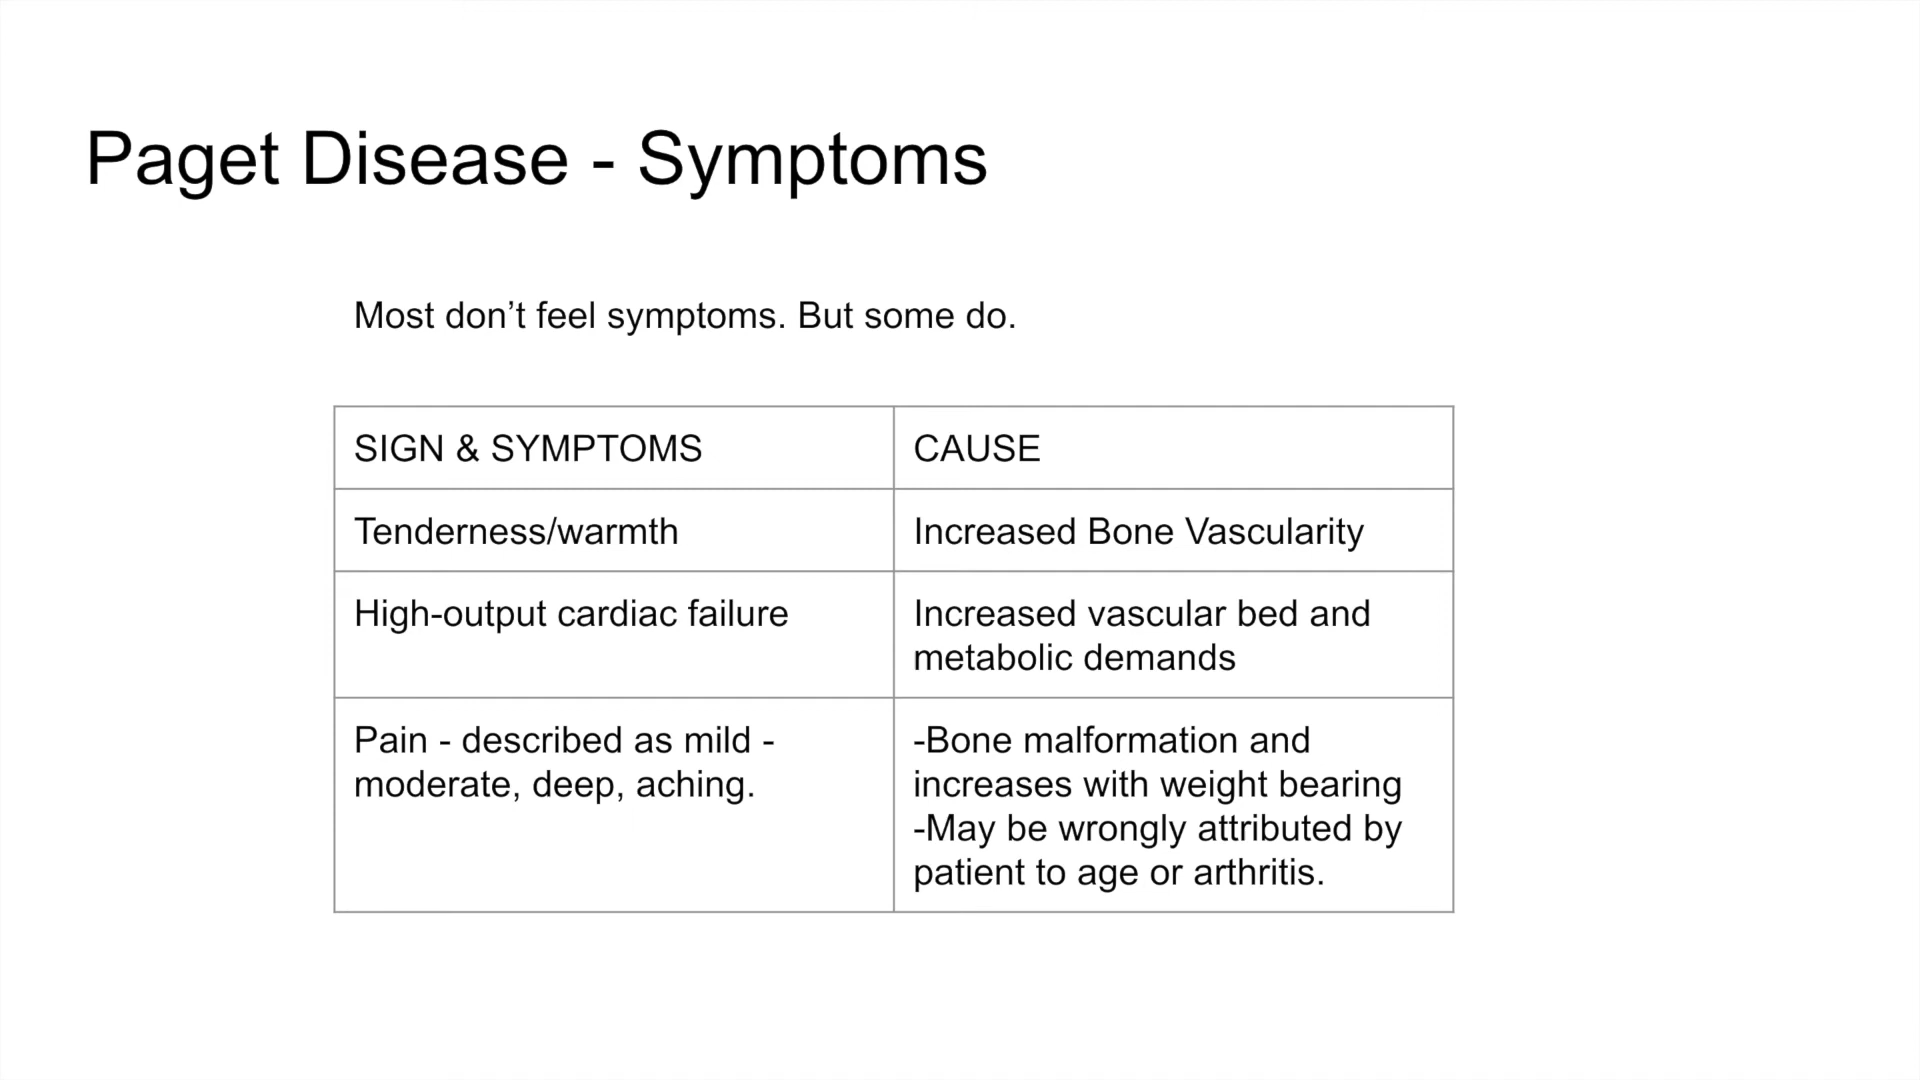 Paget Disease - Symptoms
Most don’t feel symptoms. But some do.
SIGN & SYMPTOMS
CAUSE
Tenderness/warmth
Increased Bone Vascularity
High-output cardiac failure
Increased vascular bed and
metabolic demands
Pain - described as mild -
moderate, deep, aching.
-Bone malformation and
increases with weight bearing
-May be wrongly attributed by
patient to age or arthritis.